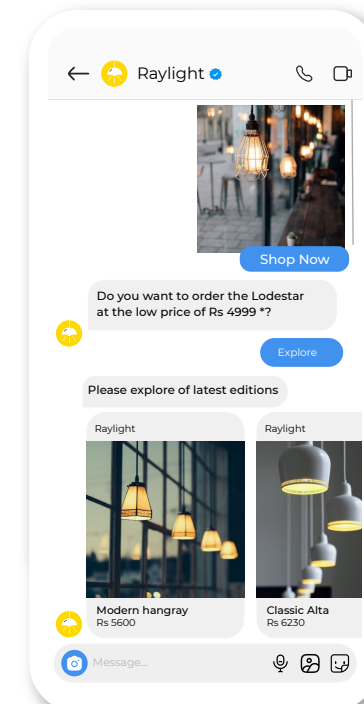 Raylight
Shop Now
Do you want to order the Lodestar
at the low price of Rs 4999 *?
Explore
Please explore of latest editions
Raylight
Modern hangray
Rs 5600
Raylight
Classic Alta
Rs 6230
Message...